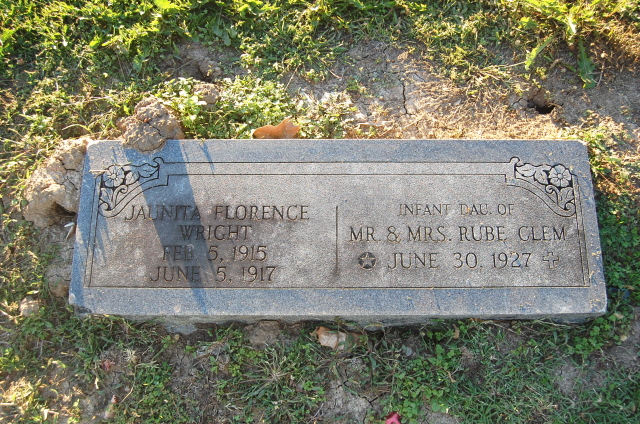 JAUNITA FLORENCE
WRIGHT
FEB 5, 1915
JUNE 5, 1917
INFANT DAU. OF
MR. & MRS. RUBE CLEM
JUNE 30, 1927